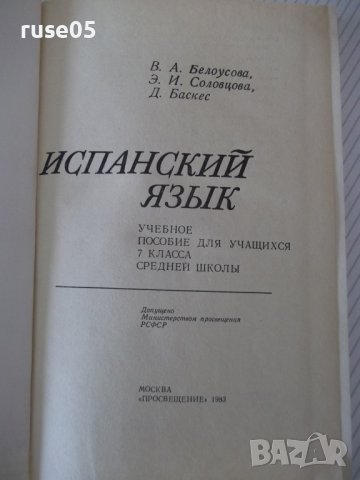 ruse05
В. А. Белоусова,
Э. И. Соловцова,
Д. Баскес
ИСПАНСКИЙ
ЯЗЫК
УЧЕБНОЕ
ПОСОБИЕ ДЛЯ УЧАЩИХСЯ
7 КЛАССА
СРЕДНЕЙ ШКОЛЫ
Допущено
Министерством просвещения
РСФСР
МОСКВА
«ПРОСВЕЩЕНИЕ» 1983
BAZAR